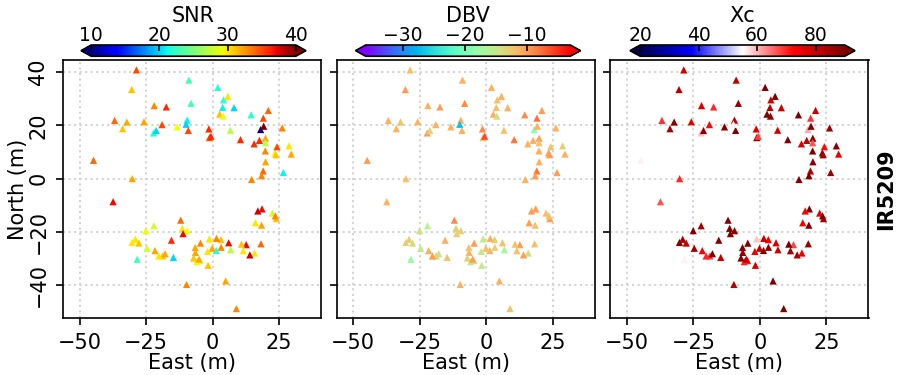 SNR DBV Xc
10 20 30 40 −30 −20 −10 20 40 60 80
40
20
0
−20
−40
North (m)
IR5209
−50 −25 0 25 −50 −25 0 25 −50 −25 0 25
East (m) East (m) East (m)